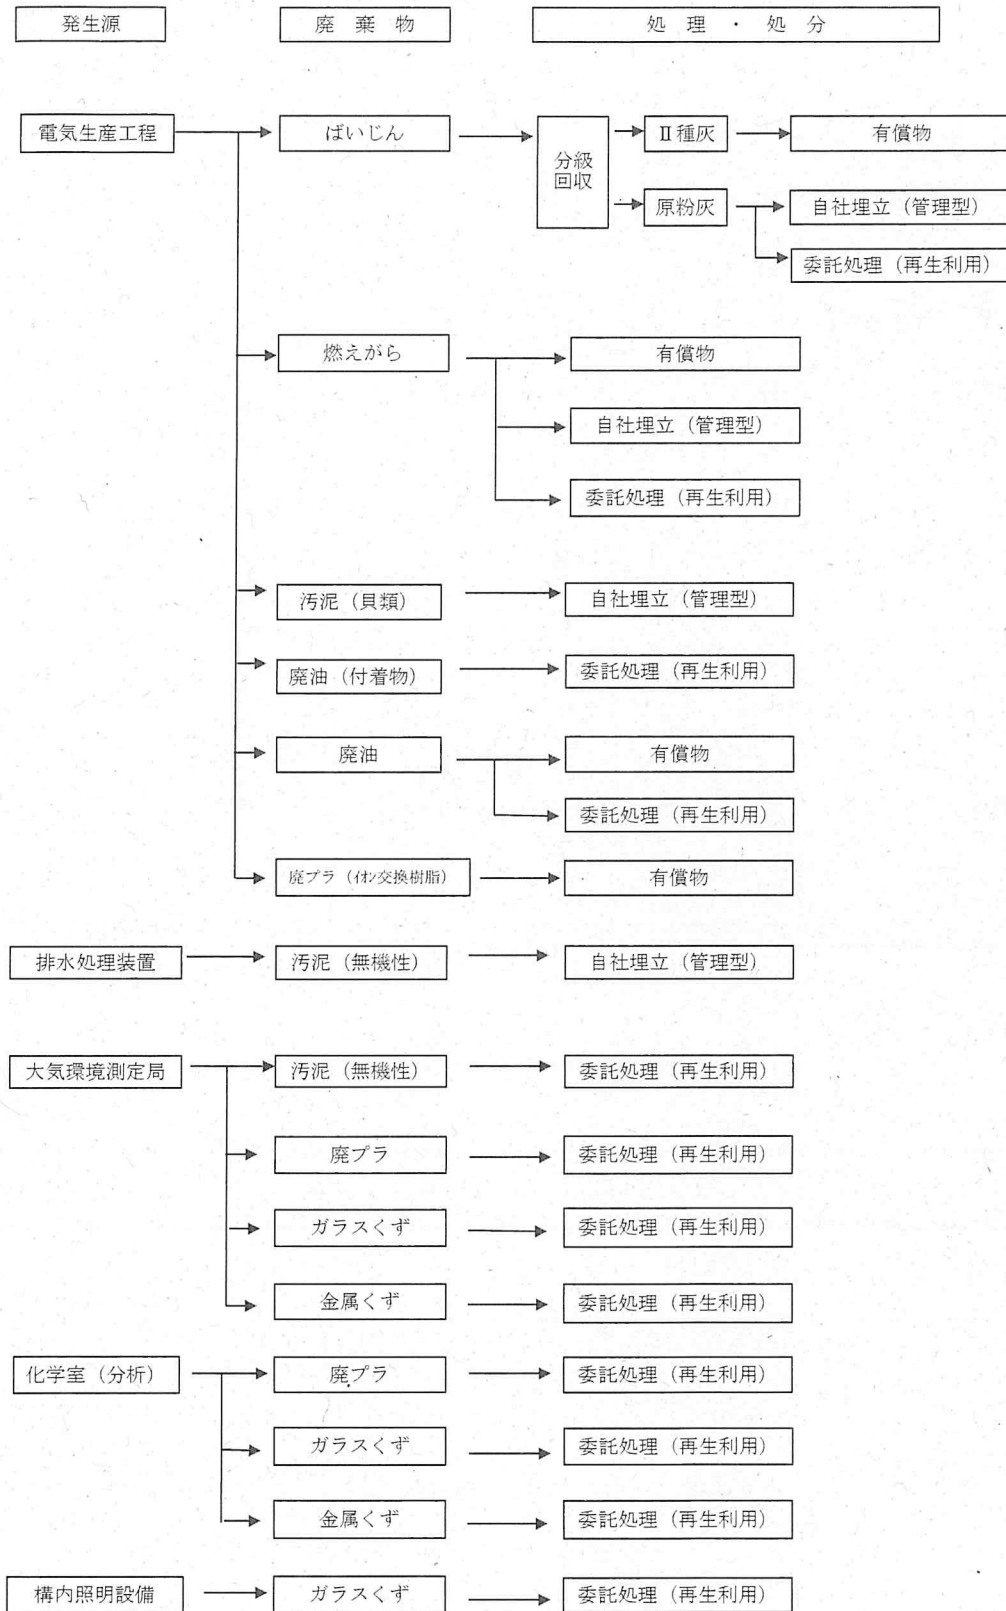 発生源
廃棄物
処理・処分
電気生産工程
ばいじん
分級
回収
Ⅱ種灰
有償物
原粉灰
自社埋立（管理型）
委託処理（再生利用）
燃えがら
有償物
自社埋立（管理型）
委託処理（再生利用）
汚泥（貝類）
自社埋立（管理型）
廃油（付着物）
委託処理（再生利用）
廃油
有償物
委託処理（再生利用）
廃プラ（ｲｵﾝ交換樹脂）
有償物
排水処理装置
汚泥（無機性）
自社埋立（管理型）
大気環境測定局
汚泥（無機性）
委託処理（再生利用）
廃プラ
委託処理（再生利用）
ガラスくず
委託処理（再生利用）
金属くず
委託処理（再生利用）
化学室（分析）
廃プラ
委託処理（再生利用）
ガラスくず
委託処理（再生利用）
金属くず
委託処理（再生利用）
構内照明設備
ガラスくず
委託処理（再生利用）